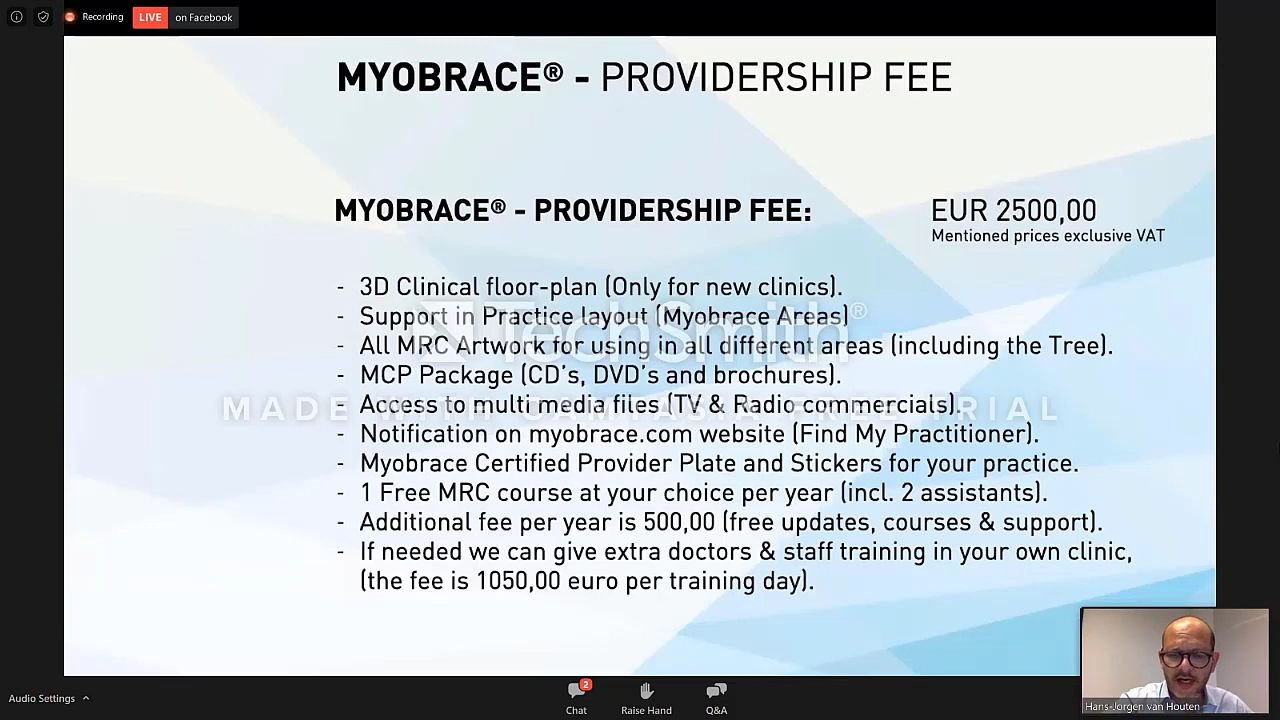 Recording
LIVE
on Facebook
MYOBRACE® - PROVIDERSHIP FEE
MYOBRACE® - PROVIDERSHIP FEE:
EUR 2500,00
Mentioned prices exclusive VAT
- 3D Clinical floor-plan (Only for new clinics).
- Support in Practice layout (Myobrace Areas)
- All MRC Artwork for using in all different areas (including the Tree).
- MCP Package (CD's, DVD's and brochures).
- Access to multi media files (TV & Radio commercials).
- Notification on myobrace.com website (Find My Practitioner).
- Myobrace Certified Provider Plate and Stickers for your practice.
- 1 Free MRC course at your choice per year (incl. 2 assistants).
- Additional fee per year is 500,00 (free updates, courses & support).
- If needed we can give extra doctors & staff training in your own clinic,
(the fee is 1050,00 euro per training day).
TechSmith®
MADE WITH CAMTASIA FREE TRIAL
Hans-Jorgen van Houten
Audio Settings
2
Chat
Raise Hand
Q&A